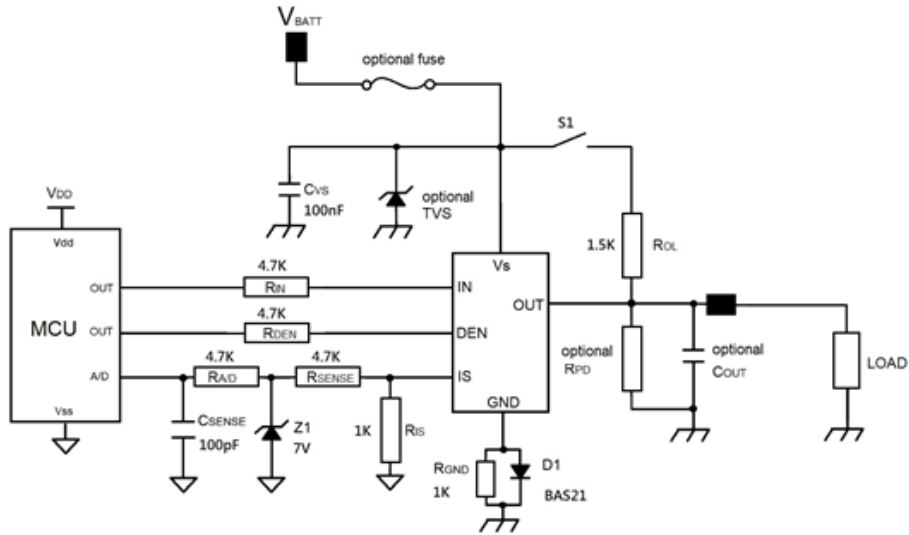 VBATT
optional fuse
S1
CVS
100nF
optional
TVS
VDD
Vdd
1.5K
ROL
4.7K
Vs
OUT
RIN
IN
OUT
4.7K
MCU
OUT
RDEN
DEN
optional
RPD
optional
COUT
LOAD
4.7K
4.7K
A/D
RA/D
RSENSE
IS
Vss
GND
CSENSE
100pF
Z1
7V
1K
RIS
RGND
1K
D1
BAS21